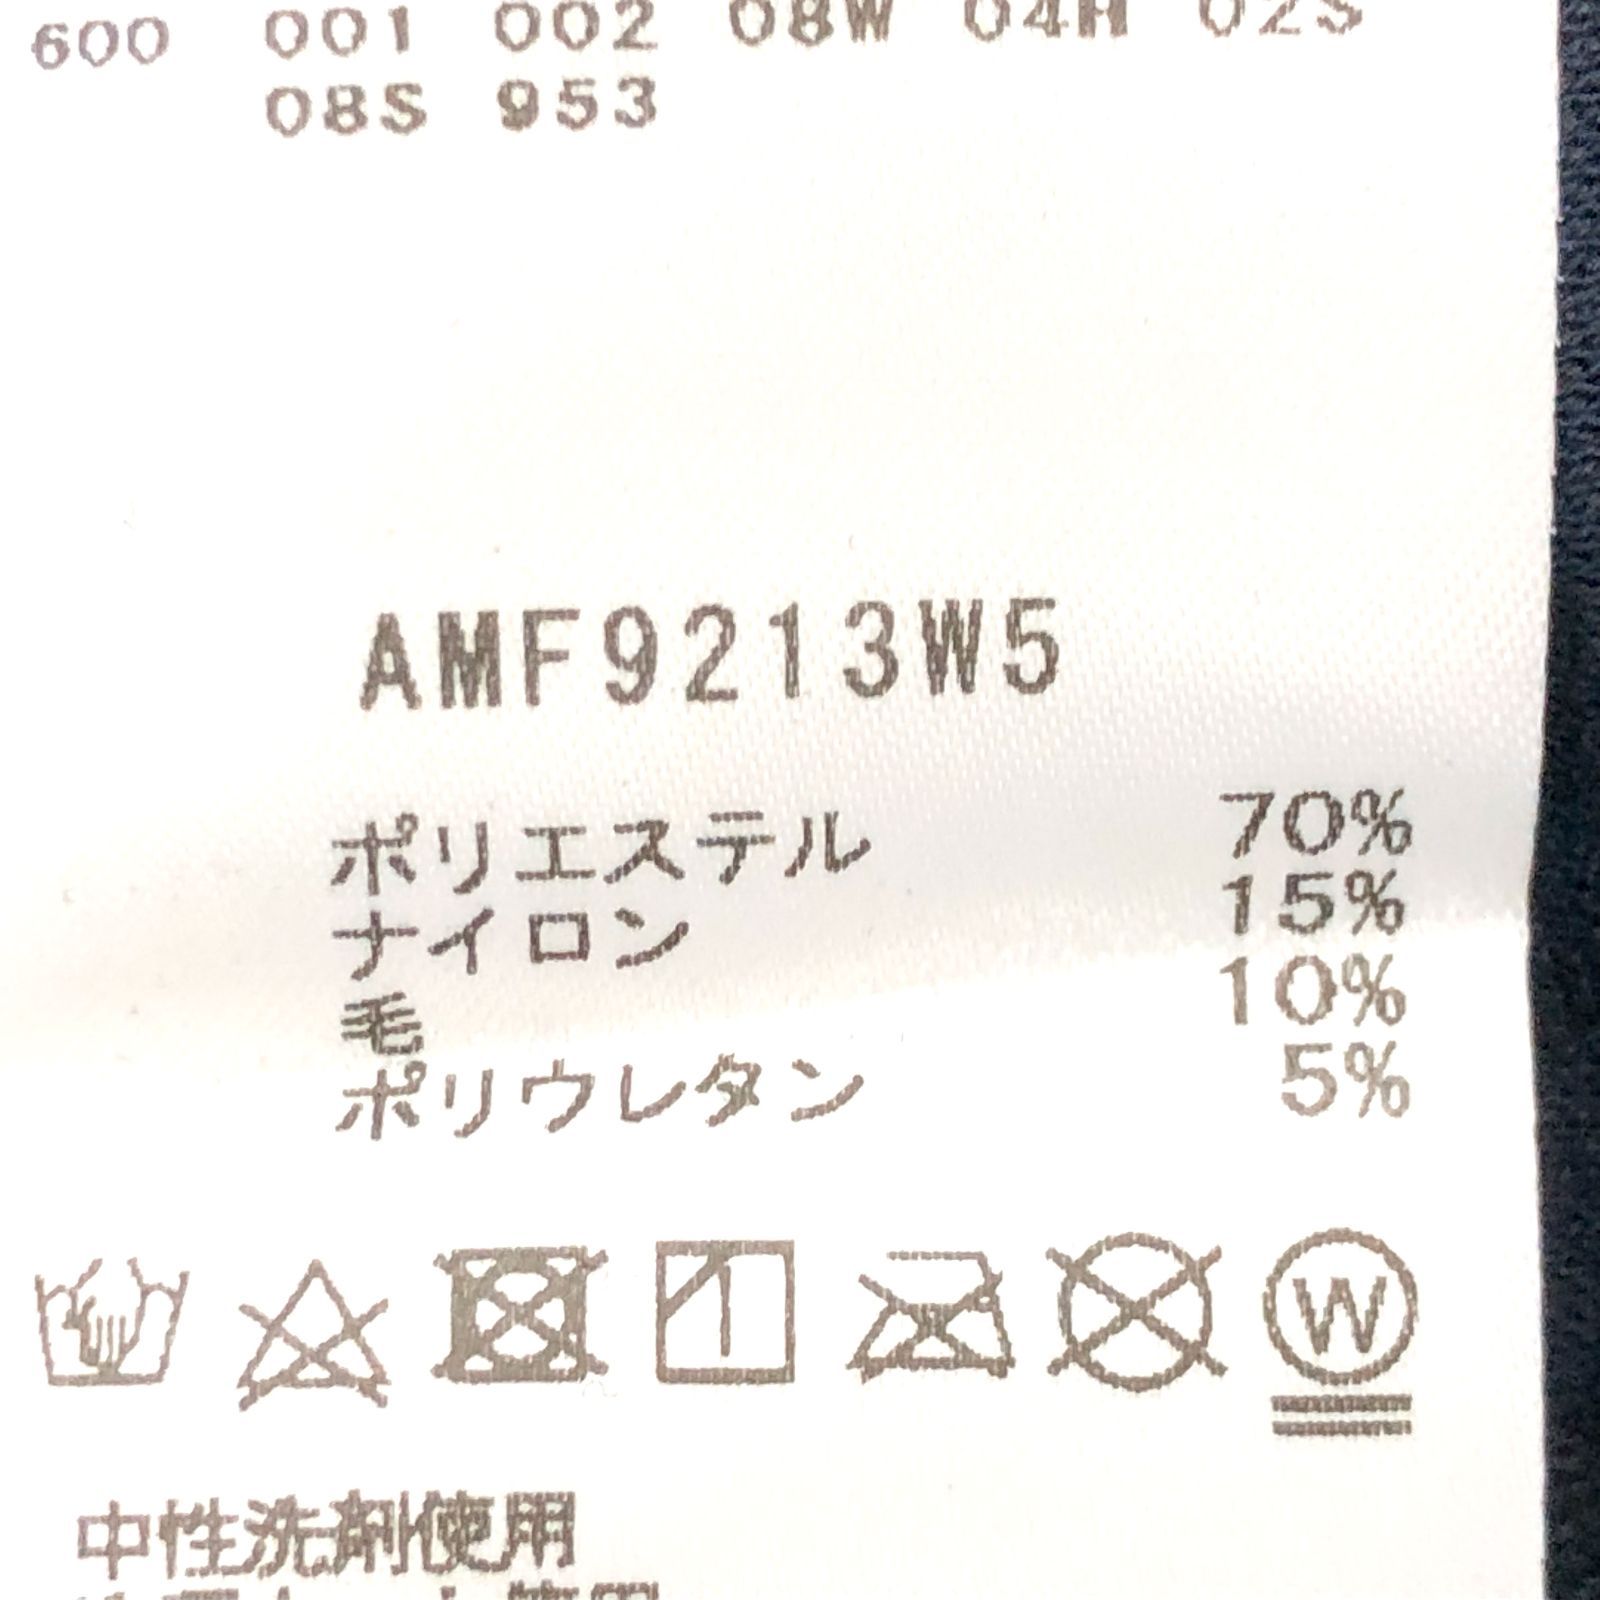 600 001 002 08W 04H 02S
08S 953
AMF9213W5
ポリエステル 70%
ナイロン 15%
毛 10%
ポリウレタン 5%
W
中性洗剤使用